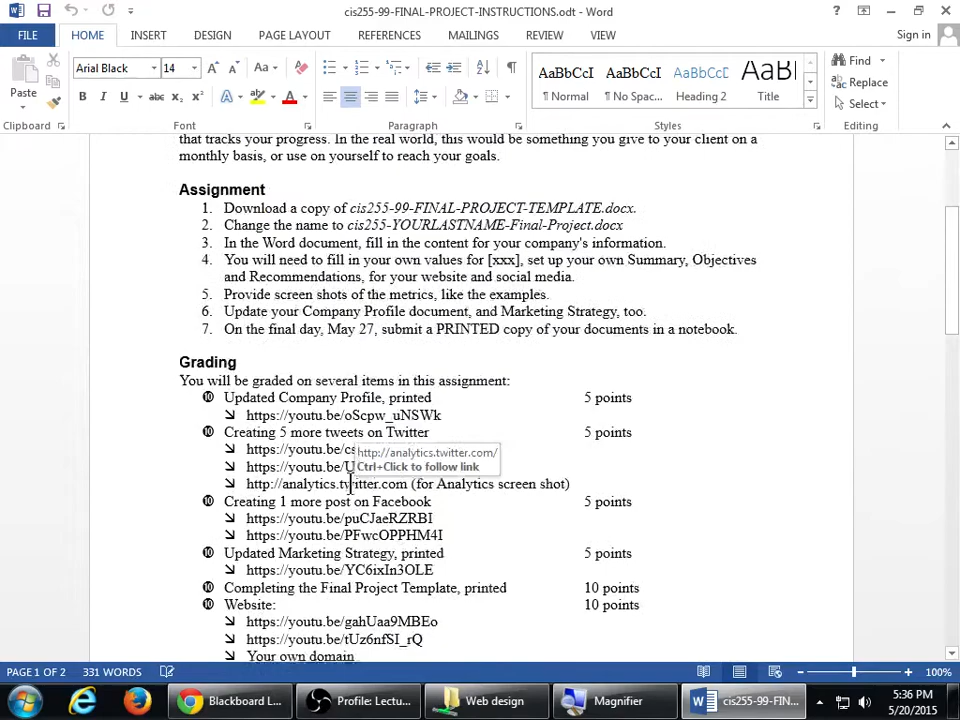 cis255-99-FINAL-PROJECT-INSTRUCTIONS.odt - Word
FILE HOME INSERT DESIGN PAGE LAYOUT REFERENCES MAILINGS REVIEW VIEW Sign in
Paste
Arial Black 14
AaBbCcI AaBbCcI AaBbCcI AaBl
¶ Normal ¶ No Spac... Heading 2 Title
Find
Replace
Select
Clipboard Font Paragraph Styles Editing
that tracks your progress. In the real world, this would be something you give to your client on a
monthly basis, or use on yourself to reach your goals.
Assignment
1. Download a copy of cis255-99-FINAL-PROJECT-TEMPLATE.docx.
2. Change the name to cis255-YOURLASTNAME-Final-Project.docx
3. In the Word document, fill in the content for your company's information.
4. You will need to fill in your own values for [xxx], set up your own Summary, Objectives
and Recommendations, for your website and social media.
5. Provide screen shots of the metrics, like the examples.
6. Update your Company Profile document, and Marketing Strategy, too.
7. On the final day, May 27, submit a PRINTED copy of your documents in a notebook.
Grading
You will be graded on several items in this assignment:
❿ Updated Company Profile, printed 5 points
https://youtu.be/oScpw_uNSWk
❿ Creating 5 more tweets on Twitter 5 points
https://youtu.be/cs
http://analytics.twitter.com/
https://youtu.be/U
Ctrl+Click to follow link
http://analytics.twitter.com (for Analytics screen shot)
❿ Creating 1 more post on Facebook 5 points
https://youtu.be/puCJaeRZRBI
https://youtu.be/PFwcOPPHM4I
❿ Updated Marketing Strategy, printed 5 points
https://youtu.be/YC6ixIn3OLE
❿ Completing the Final Project Template, printed 10 points
❿ Website: 10 points
https://youtu.be/gahUaa9MBEo
https://youtu.be/tUz6nfSI_rQ
Your own domain
PAGE 1 OF 2 331 WORDS 100%
Blackboard L... Profile: Lectu... Web design Magnifier cis255-99-FIN... 5:36 PM
5/20/2015